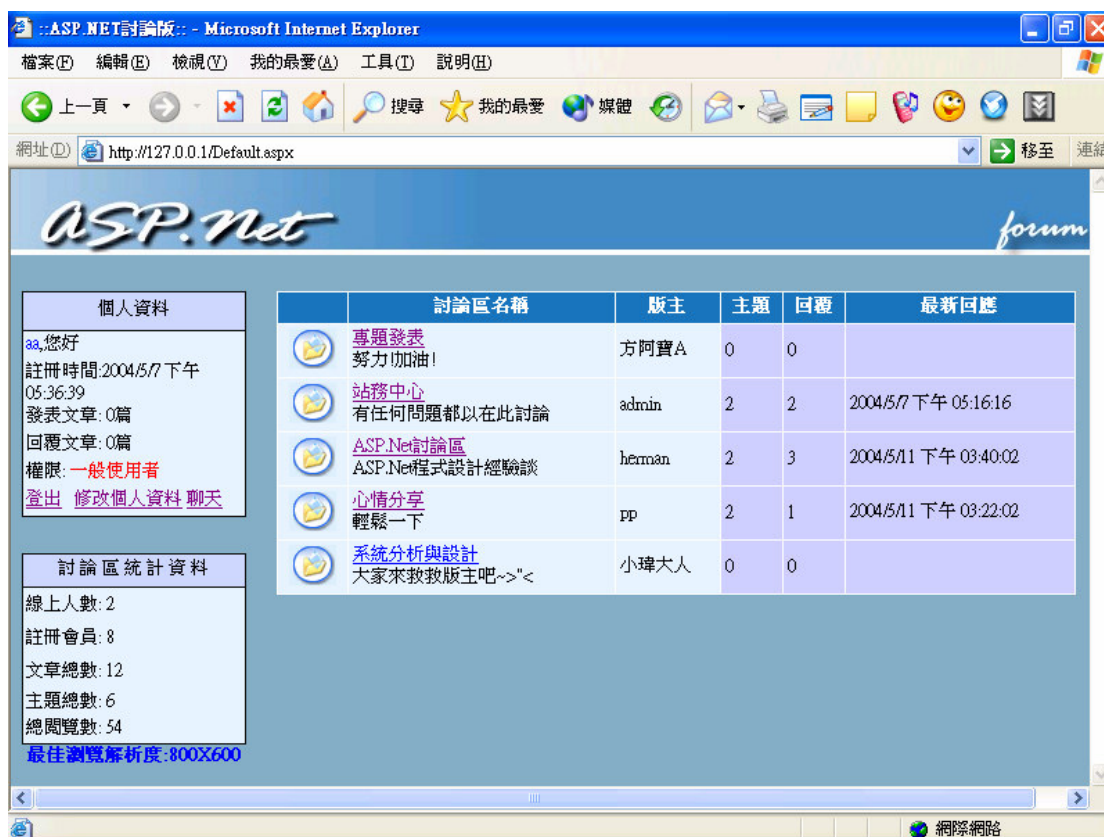 ::ASP.NET討論版:: - Microsoft Internet Explorer
檔案(F) 編輯(E) 檢視(V) 我的最愛(A) 工具(T) 說明(H)
上一頁 搜尋 我的最愛 媒體
網址(D) http://127.0.0.1/Default.aspx 移至 連結
ASP.Net
forum
個人資料
aa,您好
註冊時間:2004/5/7 下午
05:36:39
發表文章: 0篇
回覆文章: 0篇
權限: 一般使用者
登出 修改個人資料 聊天
討論區統計資料
線上人數: 2
註冊會員: 8
文章總數: 12
主題總數: 6
總閱覽數: 54
最佳瀏覽解析度:800X600
討論區名稱 版主 主題 回覆 最新回應
專題發表
努力!加油! 方阿寶A 0 0
站務中心
有任何問題都以在此討論 admin 2 2 2004/5/7 下午 05:16:16
ASP.Net討論區
ASP.Net程式設計經驗談 herman 2 3 2004/5/11 下午 03:40:02
心情分享
輕鬆一下 pp 2 1 2004/5/11 下午 03:22:02
系統分析與設計
大家來救救版主吧~>"< 小瑋大人 0 0
網際網路